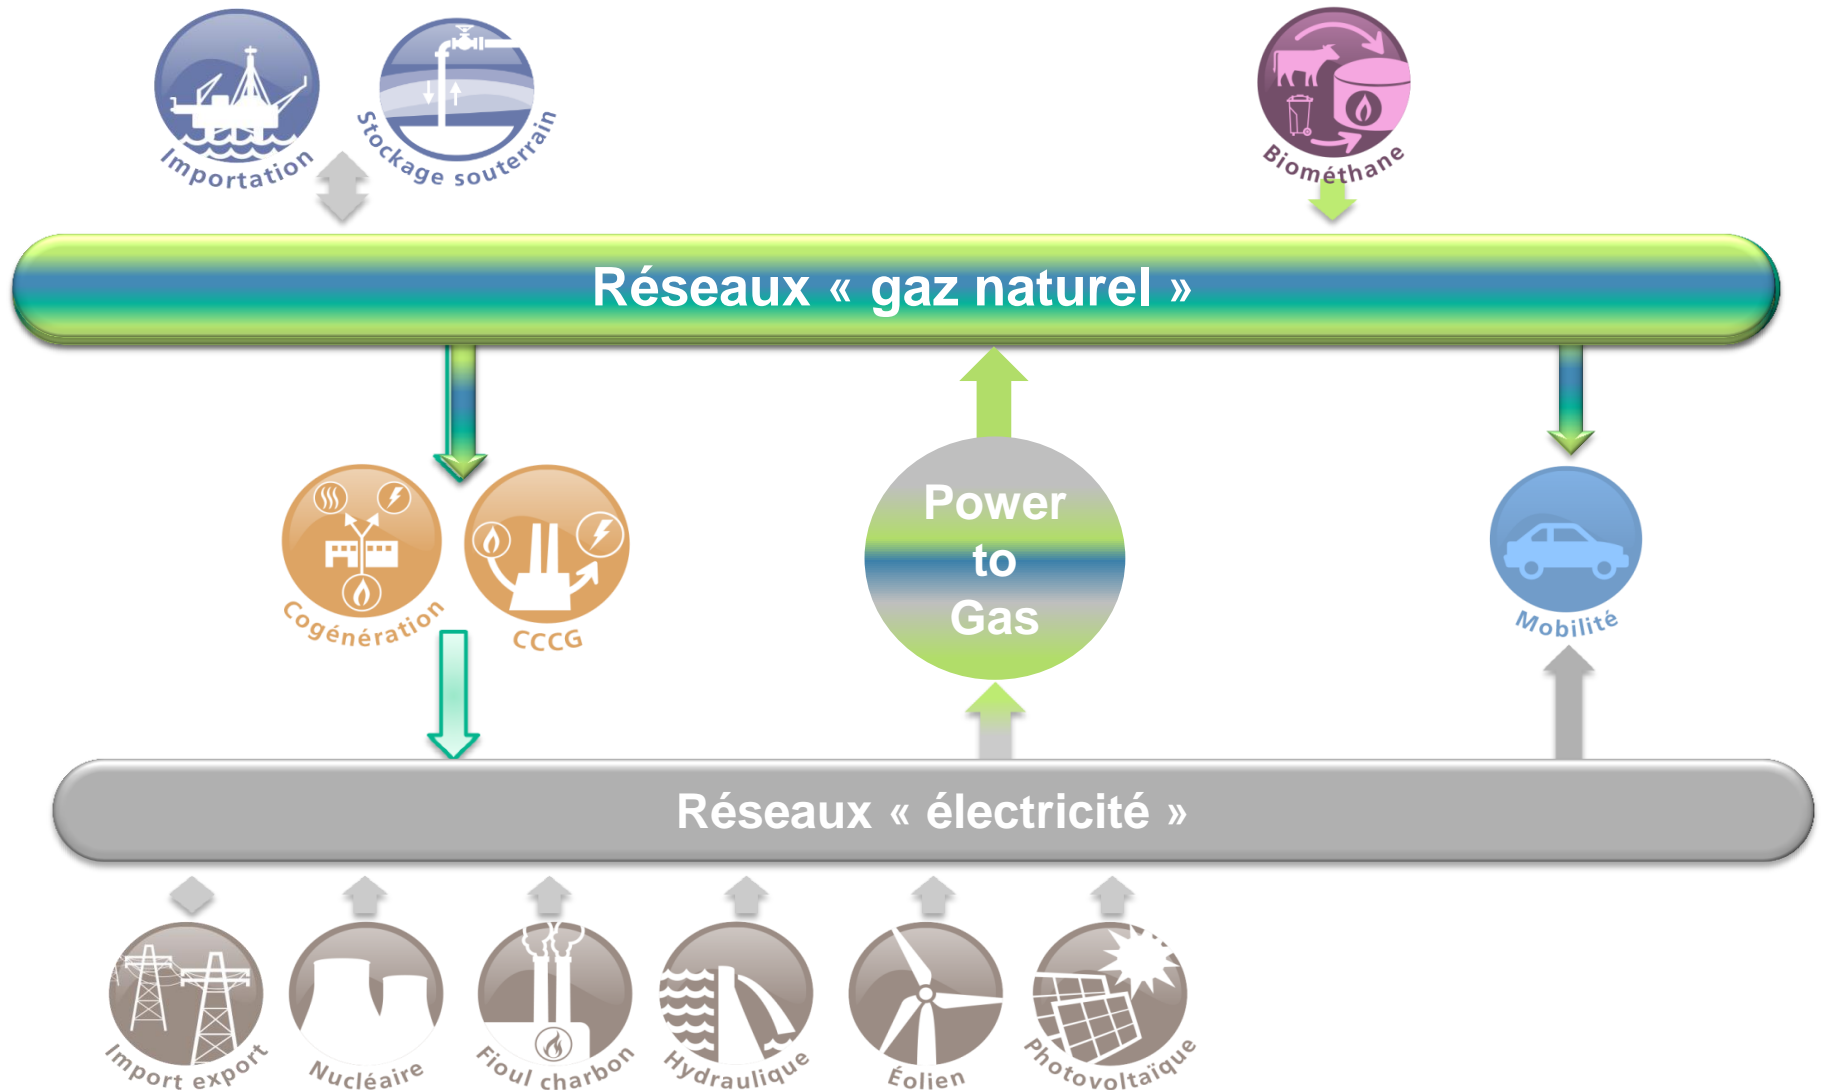 Importation
Stockage souterrain
Biométhane
Réseaux « gaz naturel »
Power
to
Gas
Cogénération
CCCG
Mobilité
Réseaux « électricité »
Import export
Nucléaire
Fioul charbon
Hydraulique
Éolien
Photovoltaïque